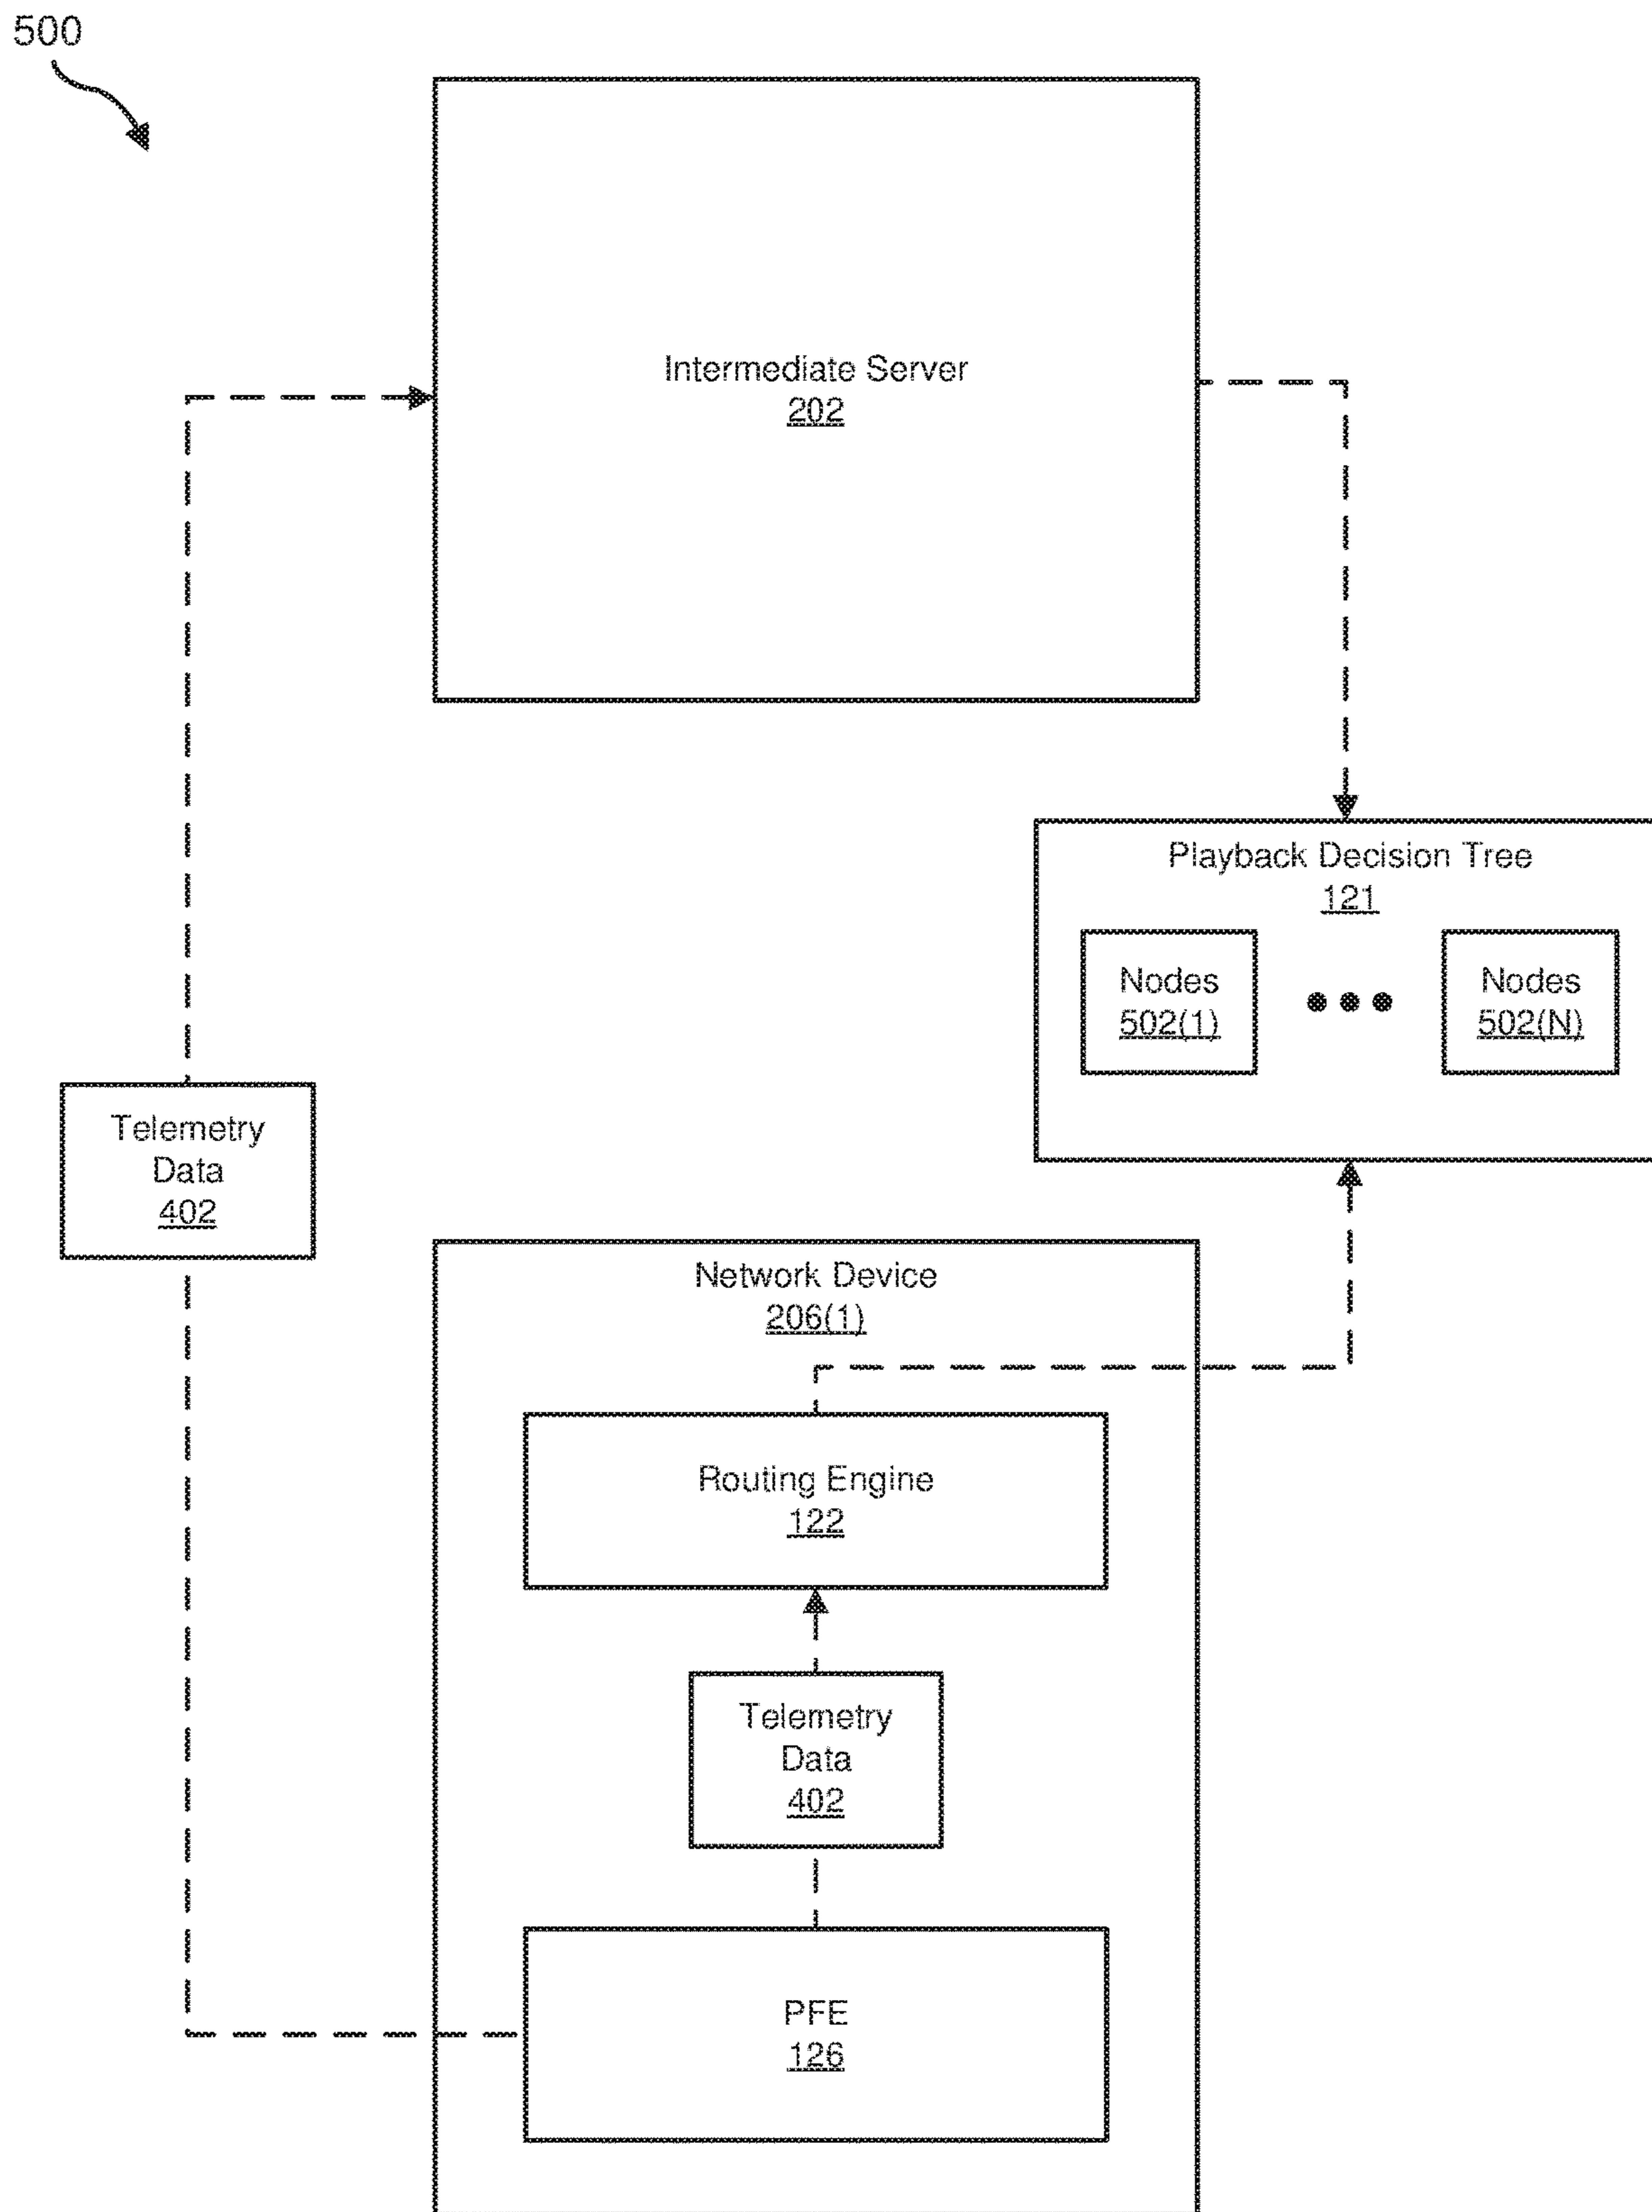 500
Intermediate Server
202
Playback Decision Tree
121
Nodes
502(1)
Nodes
502(N)
Telemetry
Data
402
Network Device
206(1)
Routing Engine
122
Telemetry
Data
402
PFE
126